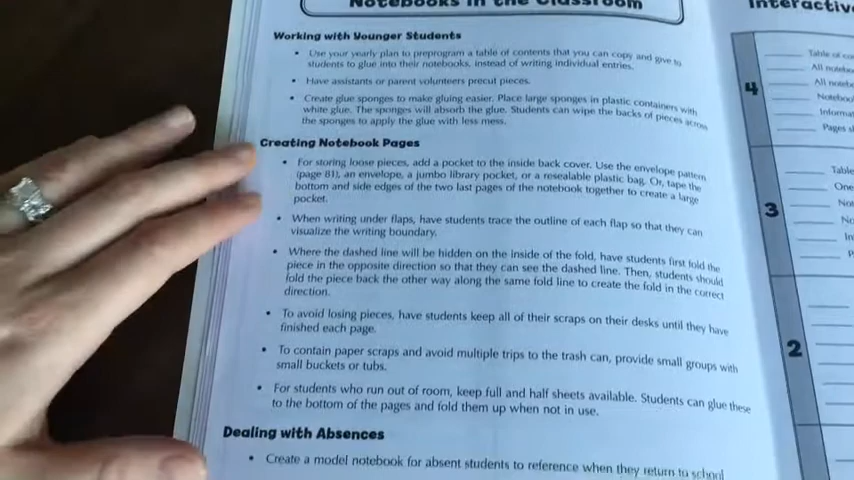 Notebooks in the Classroom
Working with Younger Students
• Use your yearly plan to preprogram a table of contents that you can copy and give to
students to glue into their notebooks, instead of writing individual entries.
• Have assistants or parent volunteers precut pieces.
• Create glue sponges to make gluing easier. Place large sponges in plastic containers with
white glue. The sponges will absorb the glue. Students can wipe the backs of pieces across
the sponges to apply the glue with less mess.
Creating Notebook Pages
• For storing loose pieces, add a pocket to the inside back cover. Use the envelope pattern
(page 81), an envelope, a jumbo library pocket, or a resealable plastic bag. Or, tape the
bottom and side edges of the two last pages of the notebook together to create a large
pocket.
• When writing under flaps, have students trace the outline of each flap so that they can
visualize the writing boundary.
• Where the dashed line will be hidden on the inside of the fold, have students first fold the
piece in the opposite direction so that they can see the dashed line. Then, students should
fold the piece back the other way along the same fold line to create the fold in the correct
direction.
• To avoid losing pieces, have students keep all of their scraps on their desks until they have
finished each page.
• To contain paper scraps and avoid multiple trips to the trash can, provide small groups with
small buckets or tubs.
• For students who run out of room, keep full and half sheets available. Students can glue these
to the bottom of the pages and fold them up when not in use.
Dealing with Absences
• Create a model notebook for absent students to reference when they return to school
Interactive
4
Table of
All
All
Pages
3
Table
One
2